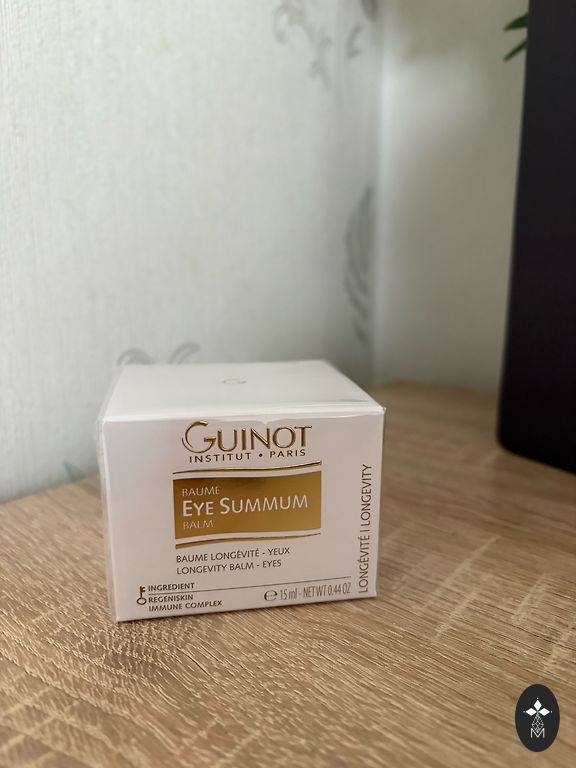 GUINOT
INSTITUT • PARIS
BAUME
EYE SUMMUM
BALM
BAUME LONGÉVITÉ - YEUX
LONGEVITY BALM - EYES
INGREDIENT
REGENISKIN
IMMUNE COMPLEX
℮ 15 ml - NET WT 0.44 OZ
LONGÉVITÉ | LONGEVITY
M